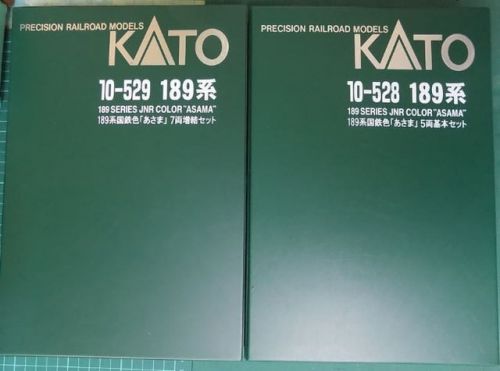 PRECISION RAILROAD MODELS
KATO
10-529 189系
189 SERIES JNR COLOR "ASAMA"
189系国鉄色「あさま」7両増結セット
PRECISION RAILROAD MODELS
KATO
10-528 189系
189 SERIES JNR COLOR "ASAMA"
189系国鉄色「あさま」5両基本セット